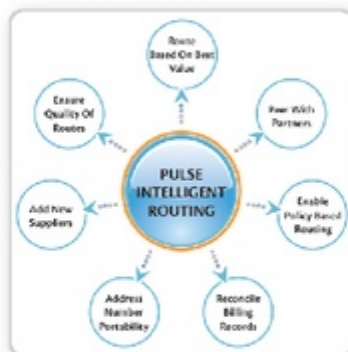 Route
Based On Best
Value
Peer With
Partners
Enable
Policy Based
Routing
Reconcile
Billing
Records
Address
Number
Portability
Add New
Suppliers
Ensure
Quality Of
Routes
PULSE
INTELLIGENT
ROUTING